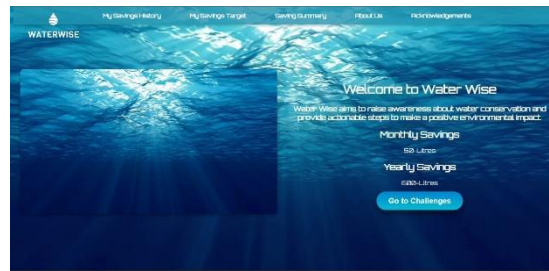 My Savings History My Savings Target Saving Summary About Us Acknowledgements
WATERWISE
Welcome to Water Wise
Water Wise aims to raise awareness about water conservation and
provide actionable steps to make a positive environmental impact.
Monthly Savings
50-Litres
Yearly Savings
600-Litres
Go to Challenges